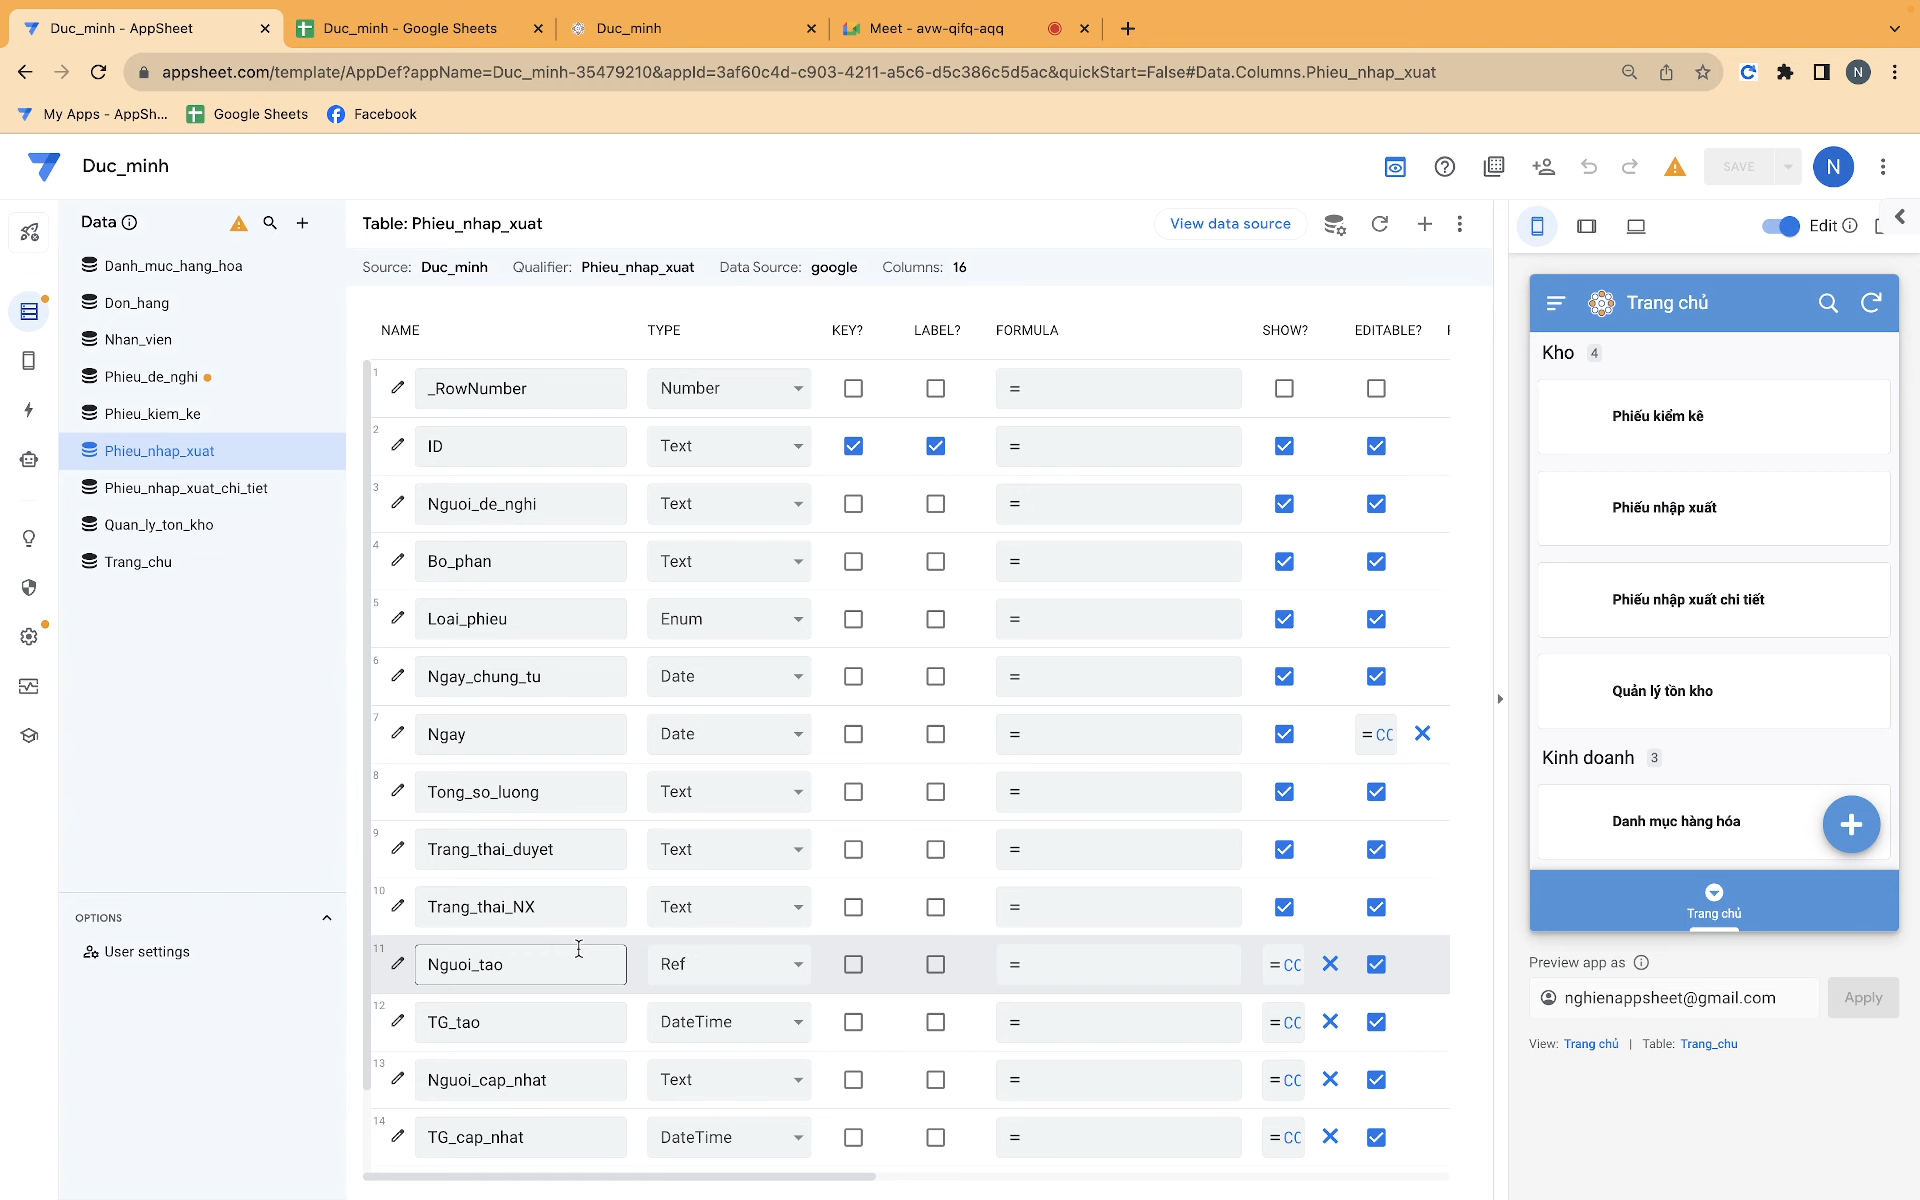 Duc_minh - AppSheet
Duc_minh - Google Sheets
Duc_minh
Meet - avw-qifq-aqq
appsheet.com/template/AppDef?appName=Duc_minh-35479210&appId=3af60c4d-c903-4211-a5c6-d5c386c5d5ac&quickStart=False#Data.Columns.Phieu_nhap_xuat
N
My Apps - AppSh...
Google Sheets
Facebook
Duc_minh
SAVE
N
Data
Danh_muc_hang_hoa
Don_hang
Nhan_vien
Phieu_de_nghi
Phieu_kiem_ke
Phieu_nhap_xuat
Phieu_nhap_xuat_chi_tiet
Quan_ly_ton_kho
Trang_chu
OPTIONS
User settings
Table: Phieu_nhap_xuat
View data source
Source: Duc_minh Qualifier: Phieu_nhap_xuat Data Source: google Columns: 16
NAME TYPE KEY? LABEL? FORMULA SHOW? EDITABLE?
1 _RowNumber Number =
2 ID Text =
3 Nguoi_de_nghi Text =
4 Bo_phan Text =
5 Loai_phieu Enum =
6 Ngay_chung_tu Date =
7 Ngay Date = = CC
8 Tong_so_luong Text =
9 Trang_thai_duyet Text =
10 Trang_thai_NX Text =
11 Nguoi_tao Ref = = CC
12 TG_tao DateTime = = CC
13 Nguoi_cap_nhat Text = = CC
14 TG_cap_nhat DateTime = = CC
Edit
Trang chủ
Kho 4
Phiếu kiểm kê
Phiếu nhập xuất
Phiếu nhập xuất chi tiết
Quản lý tồn kho
Kinh doanh 3
Danh mục hàng hóa
Trang chủ
Preview app as
nghienappsheet@gmail.com
Apply
View: Trang chủ | Table: Trang_chu